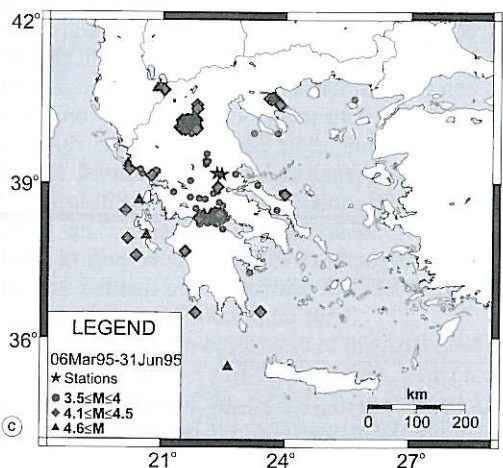 42°
39°
36°
LEGEND
06Mar95-31Jun95
Stations
3.5≤M≤4
4.1≤M≤4.5
4.6≤M
km
0 100 200
c
21° 24° 27°